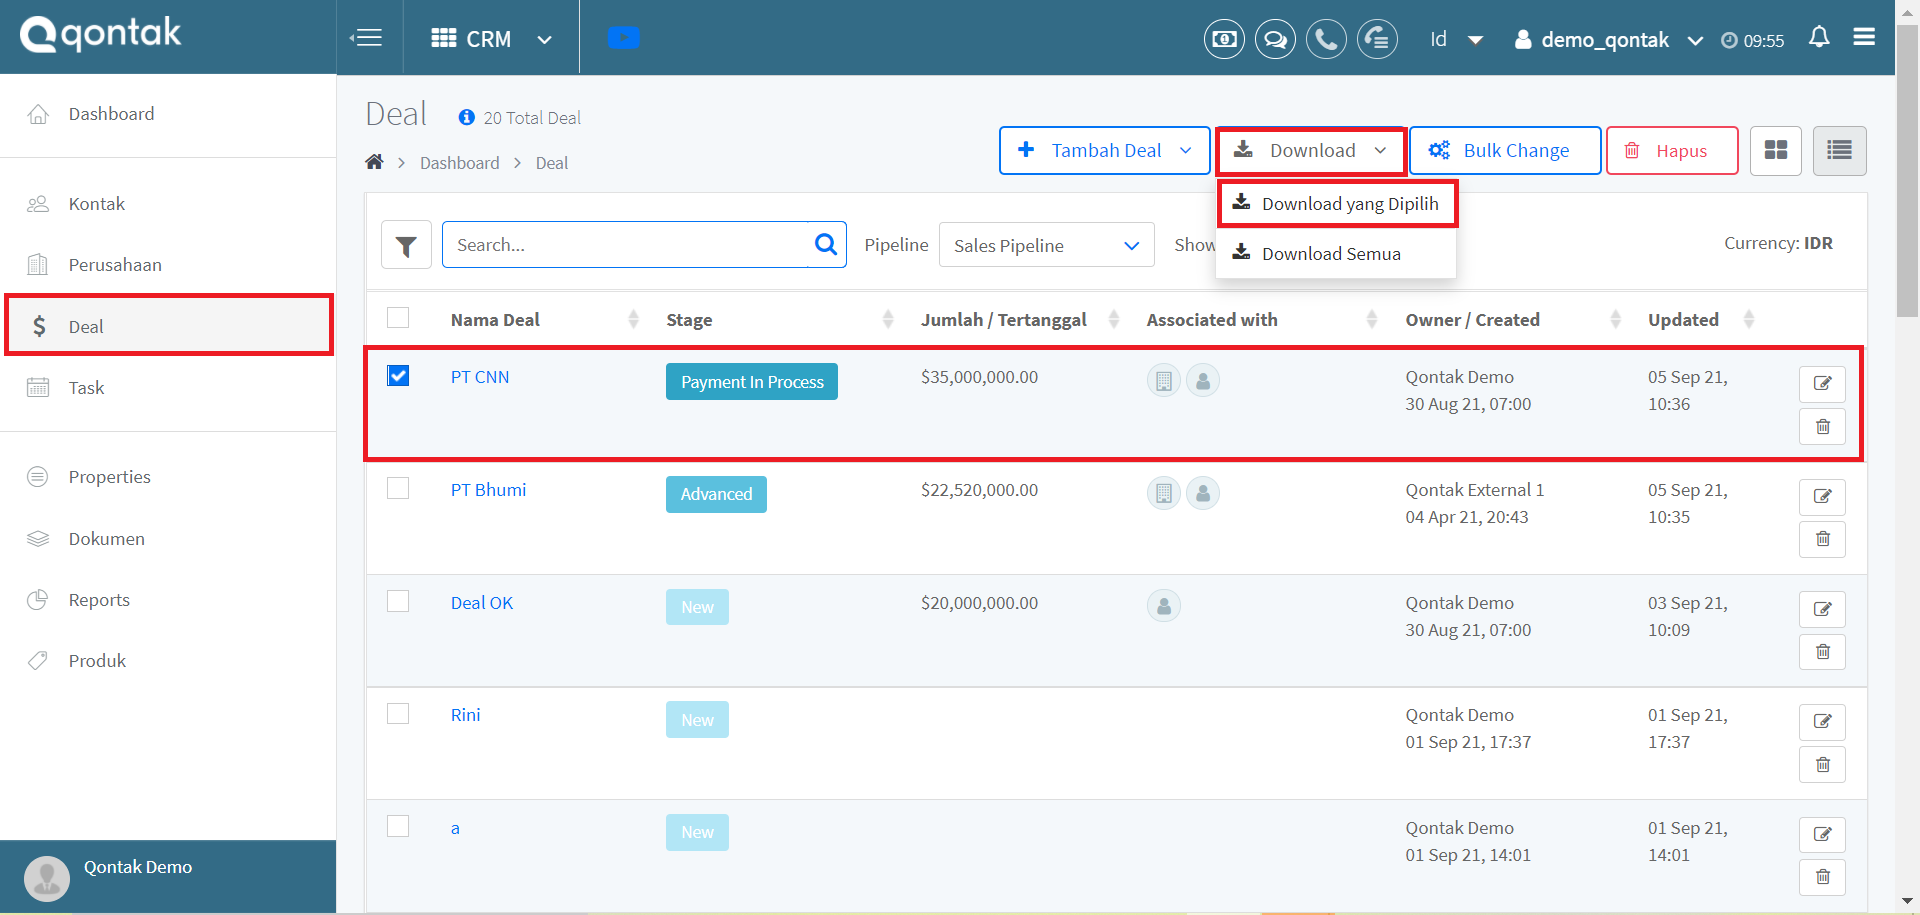 qontak
CRM
Id
demo_qontak
09:55
Dashboard
Kontak
Perusahaan
Deal
Task
Properties
Dokumen
Reports
Produk
Qontak Demo
Deal
20 Total Deal
Dashboard > Deal
Tambah Deal
Download
Bulk Change
Hapus
Download yang Dipilih
Download Semua
Search...
Pipeline
Sales Pipeline
Show
Currency: IDR
Nama Deal Stage Jumlah / Tertanggal Associated with Owner / Created Updated
PT CNN Payment In Process $35,000,000.00 Qontak Demo 05 Sep 21,
30 Aug 21, 07:00 10:36
PT Bhumi Advanced $22,520,000.00 Qontak External 1 05 Sep 21,
04 Apr 21, 20:43 10:35
Deal OK New $20,000,000.00 Qontak Demo 03 Sep 21,
30 Aug 21, 07:00 10:09
Rini New Qontak Demo 01 Sep 21,
01 Sep 21, 17:37 17:37
a New Qontak Demo 01 Sep 21,
01 Sep 21, 14:01 14:01